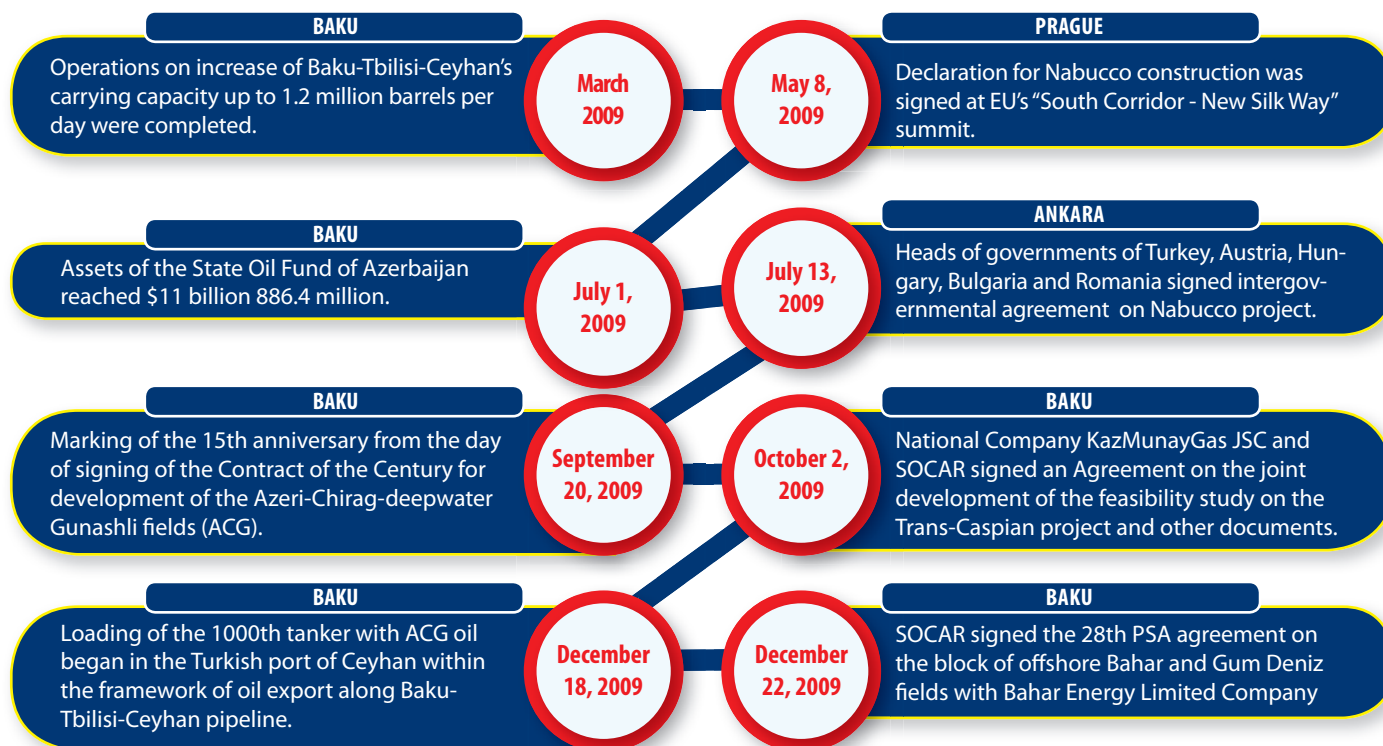 BAKU
Operations on increase of Baku-Tbilisi-Ceyhan's
carrying capacity up to 1.2 million barrels per
day were completed.
March
2009
PRAGUE
May 8,
2009
Declaration for Nabucco construction was
signed at EU's “South Corridor - New Silk Way”
summit.
BAKU
Assets of the State Oil Fund of Azerbaijan
reached $11 billion 886.4 million.
July 1,
2009
ANKARA
July 13,
2009
Heads of governments of Turkey, Austria, Hun-
gary, Bulgaria and Romania signed intergov-
ernmental agreement on Nabucco project.
BAKU
Marking of the 15th anniversary from the day
of signing of the Contract of the Century for
development of the Azeri-Chirag-deepwater
Gunashli fields (ACG).
September
20, 2009
BAKU
October 2,
2009
National Company KazMunayGas JSC and
SOCAR signed an Agreement on the joint
development of the feasibility study on the
Trans-Caspian project and other documents.
BAKU
Loading of the 1000th tanker with ACG oil
began in the Turkish port of Ceyhan within
the framework of oil export along Baku-
Tbilisi-Ceyhan pipeline.
December
18, 2009
BAKU
December
22, 2009
SOCAR signed the 28th PSA agreement on
the block of offshore Bahar and Gum Deniz
fields with Bahar Energy Limited Company